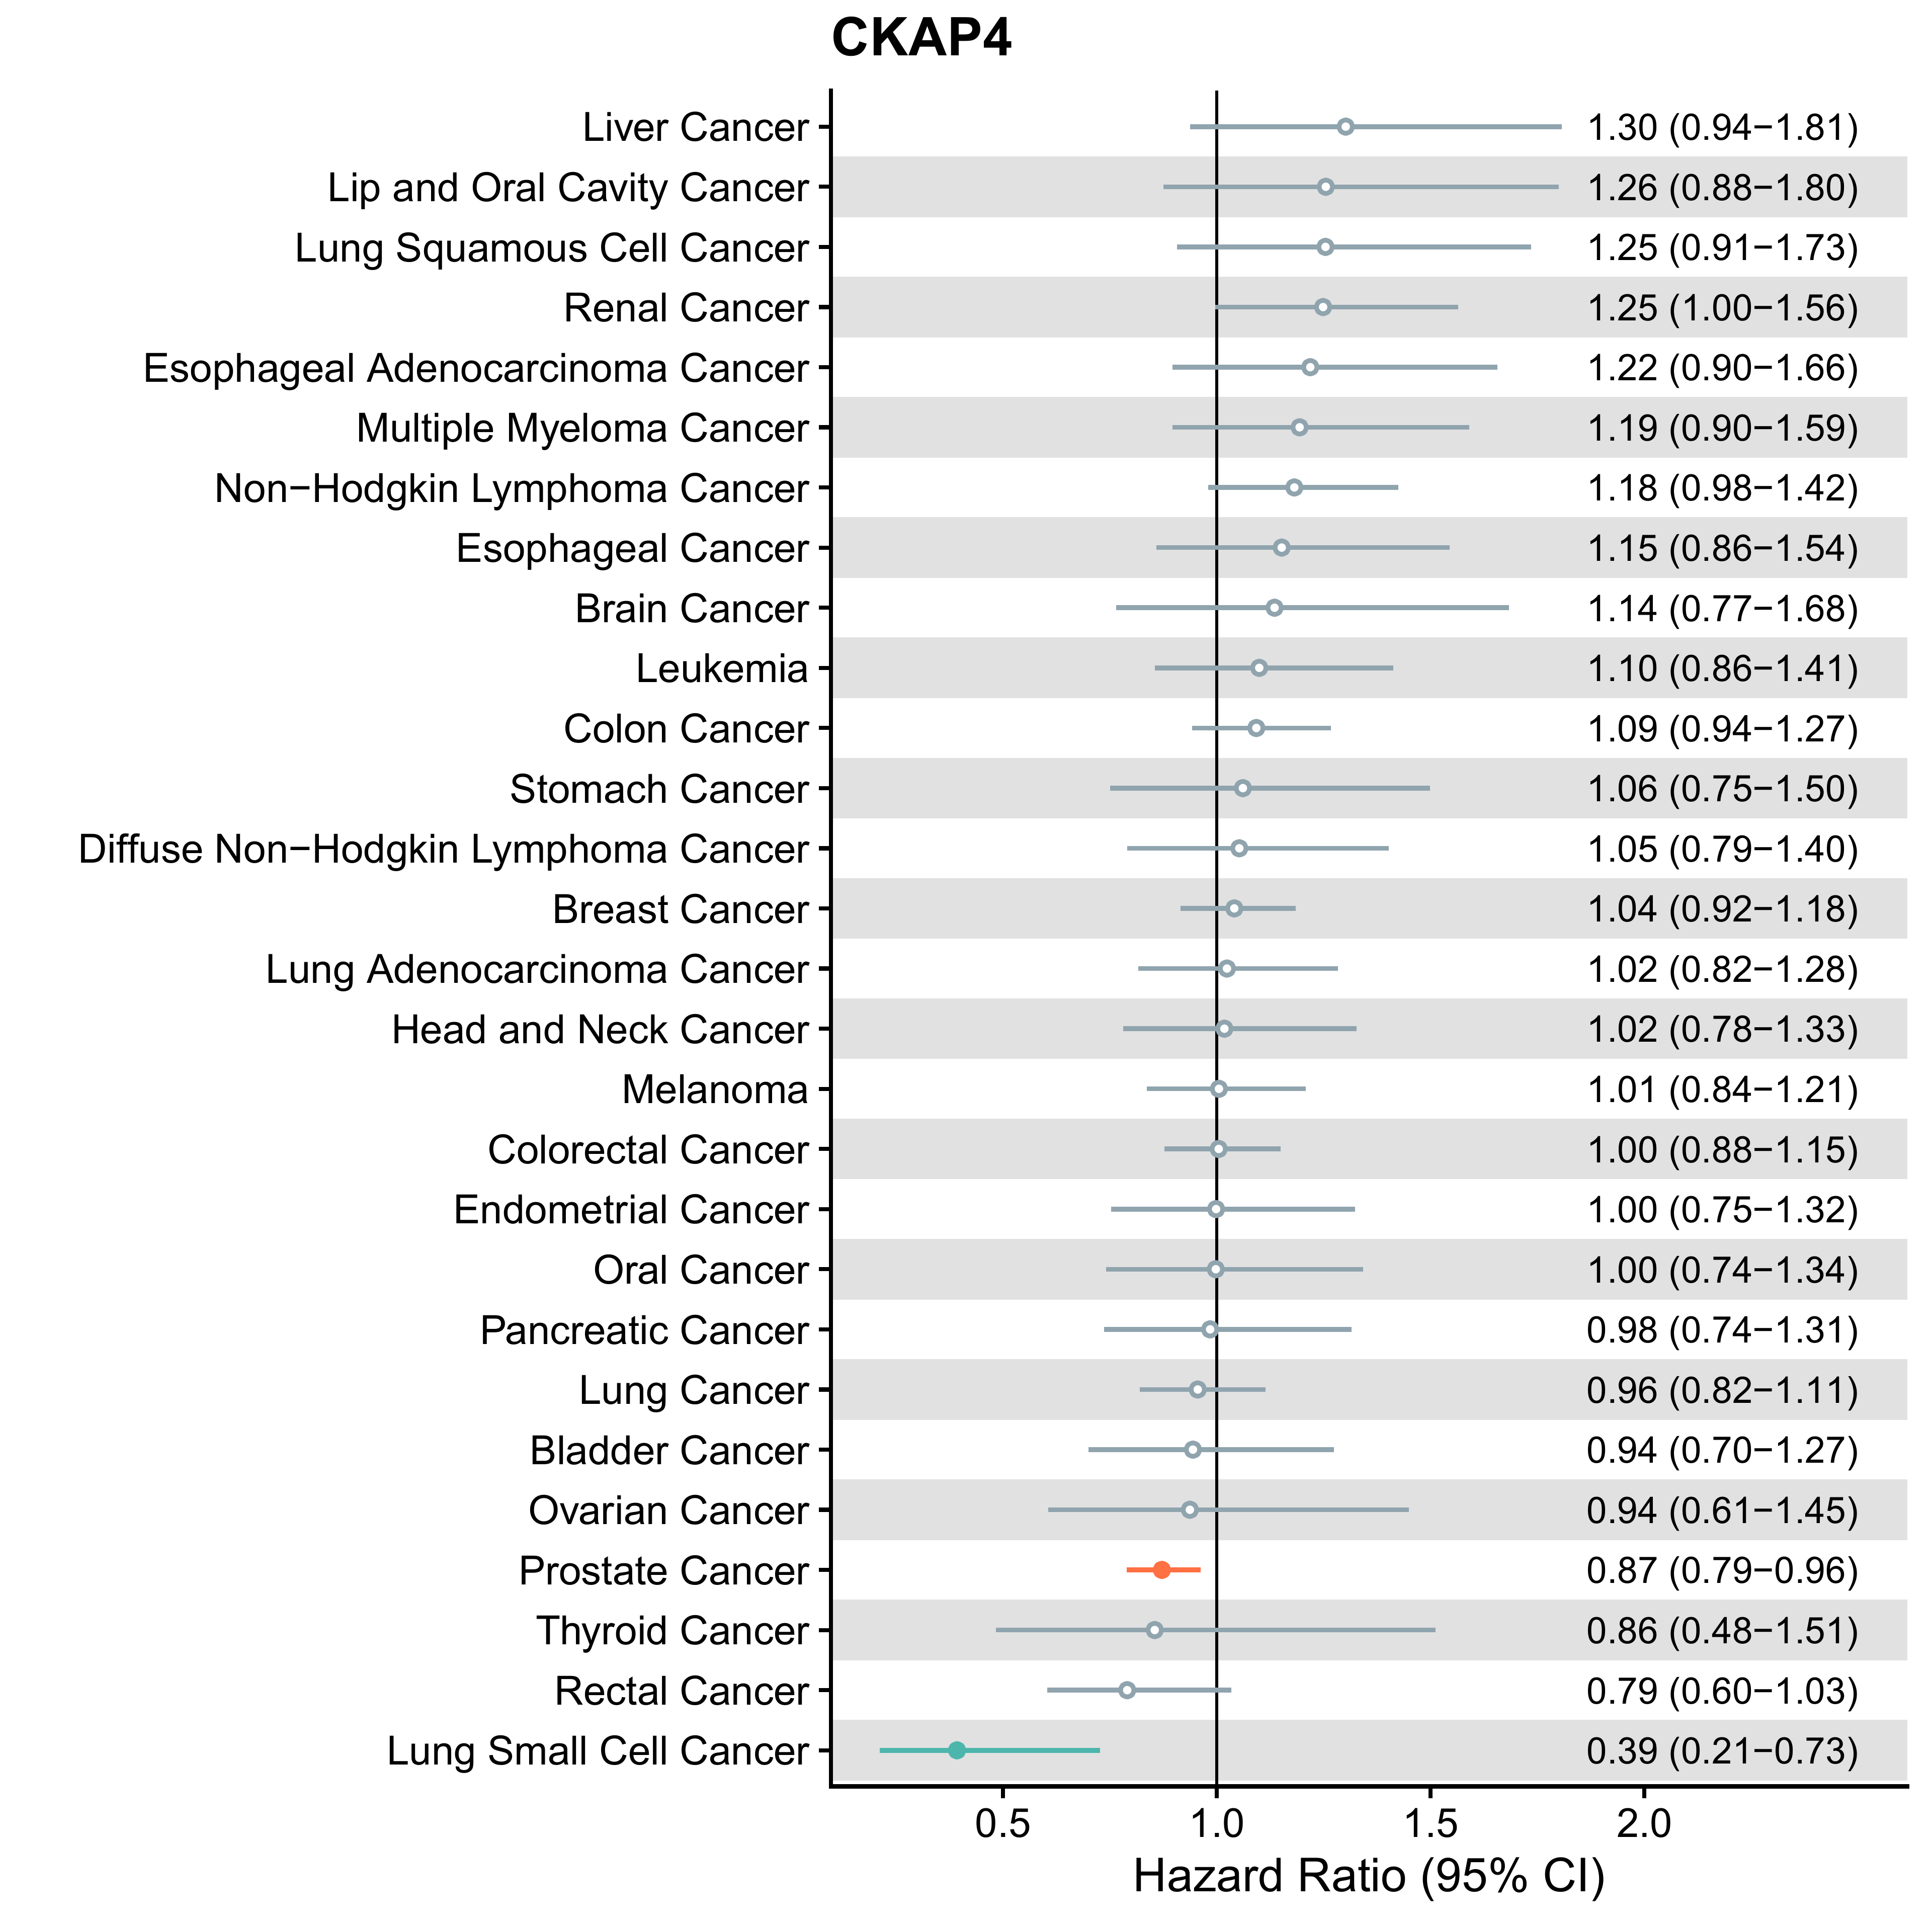 CKAP4
Liver Cancer 1.30 (0.94−1.81)
Lip and Oral Cavity Cancer 1.26 (0.88−1.80)
Lung Squamous Cell Cancer 1.25 (0.91−1.73)
Renal Cancer 1.25 (1.00−1.56)
Esophageal Adenocarcinoma Cancer 1.22 (0.90−1.66)
Multiple Myeloma Cancer 1.19 (0.90−1.59)
Non−Hodgkin Lymphoma Cancer 1.18 (0.98−1.42)
Esophageal Cancer 1.15 (0.86−1.54)
Brain Cancer 1.14 (0.77−1.68)
Leukemia 1.10 (0.86−1.41)
Colon Cancer 1.09 (0.94−1.27)
Stomach Cancer 1.06 (0.75−1.50)
Diffuse Non−Hodgkin Lymphoma Cancer 1.05 (0.79−1.40)
Breast Cancer 1.04 (0.92−1.18)
Lung Adenocarcinoma Cancer 1.02 (0.82−1.28)
Head and Neck Cancer 1.02 (0.78−1.33)
Melanoma 1.01 (0.84−1.21)
Colorectal Cancer 1.00 (0.88−1.15)
Endometrial Cancer 1.00 (0.75−1.32)
Oral Cancer 1.00 (0.74−1.34)
Pancreatic Cancer 0.98 (0.74−1.31)
Lung Cancer 0.96 (0.82−1.11)
Bladder Cancer 0.94 (0.70−1.27)
Ovarian Cancer 0.94 (0.61−1.45)
Prostate Cancer 0.87 (0.79−0.96)
Thyroid Cancer 0.86 (0.48−1.51)
Rectal Cancer 0.79 (0.60−1.03)
Lung Small Cell Cancer 0.39 (0.21−0.73)
0.5 1.0 1.5 2.0
Hazard Ratio (95% CI)